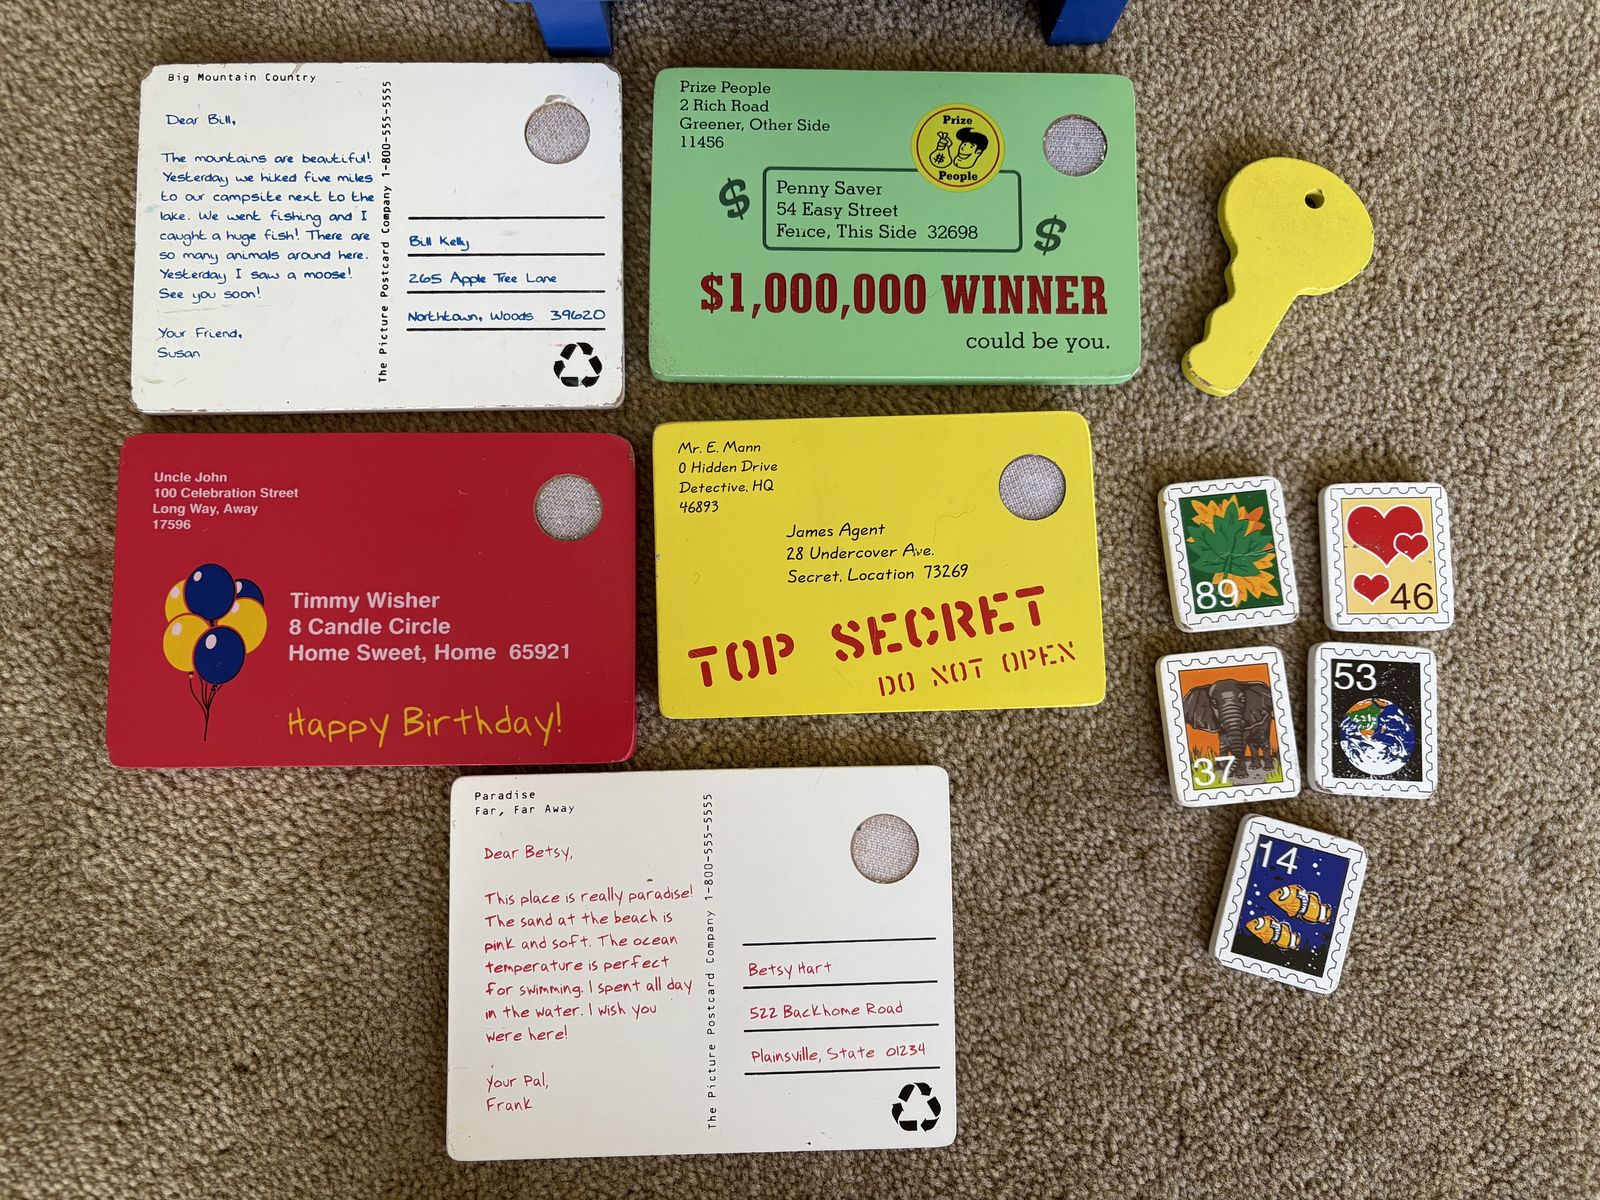 Big Mountain Country
Dear Bill,
The mountains are beautiful!
Yesterday we hiked five miles
to our campsite next to the
lake. We went fishing and I
caught a huge fish! There are
so many animals around here.
Yesterday I saw a moose!
See you soon!
Your Friend,
Susan
The Picture Postcard Company 1-800-555-5555
Bill Kelly
265 Apple Tree Lane
Northtown, Woods 39620
Prize People
2 Rich Road
Greener, Other Side
11456
Prize
People
$
Penny Saver
54 Easy Street
Fence, This Side 32698
$
$1,000,000 WINNER
could be you.
Uncle John
100 Celebration Street
Long Way, Away
17596
Timmy Wisher
8 Candle Circle
Home Sweet, Home 65921
Happy Birthday!
Mr. E. Mann
0 Hidden Drive
Detective, HQ
46893
James Agent
28 Undercover Ave.
Secret, Location 73269
TOP SECRET
DO NOT OPEN
89
46
37
53
14
Paradise
Far, Far Away
Dear Betsy,
This place is really paradise!
The sand at the beach is
pink and soft. The ocean
temperature is perfect
for swimming. I spent all day
in the water. I wish you
were here!
Your Pal,
Frank
The Picture Postcard Company 1-800-555-5555
Betsy Hart
522 Backhome Road
Plainsville, State 01234